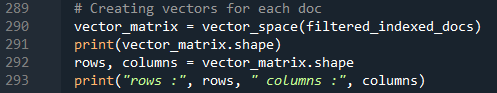 289 # Creating vectors for each doc
290 vector_matrix = vector_space(filtered_indexed_docs)
291 print(vector_matrix.shape)
292 rows, columns = vector_matrix.shape
293 print("rows :", rows, " columns :", columns)